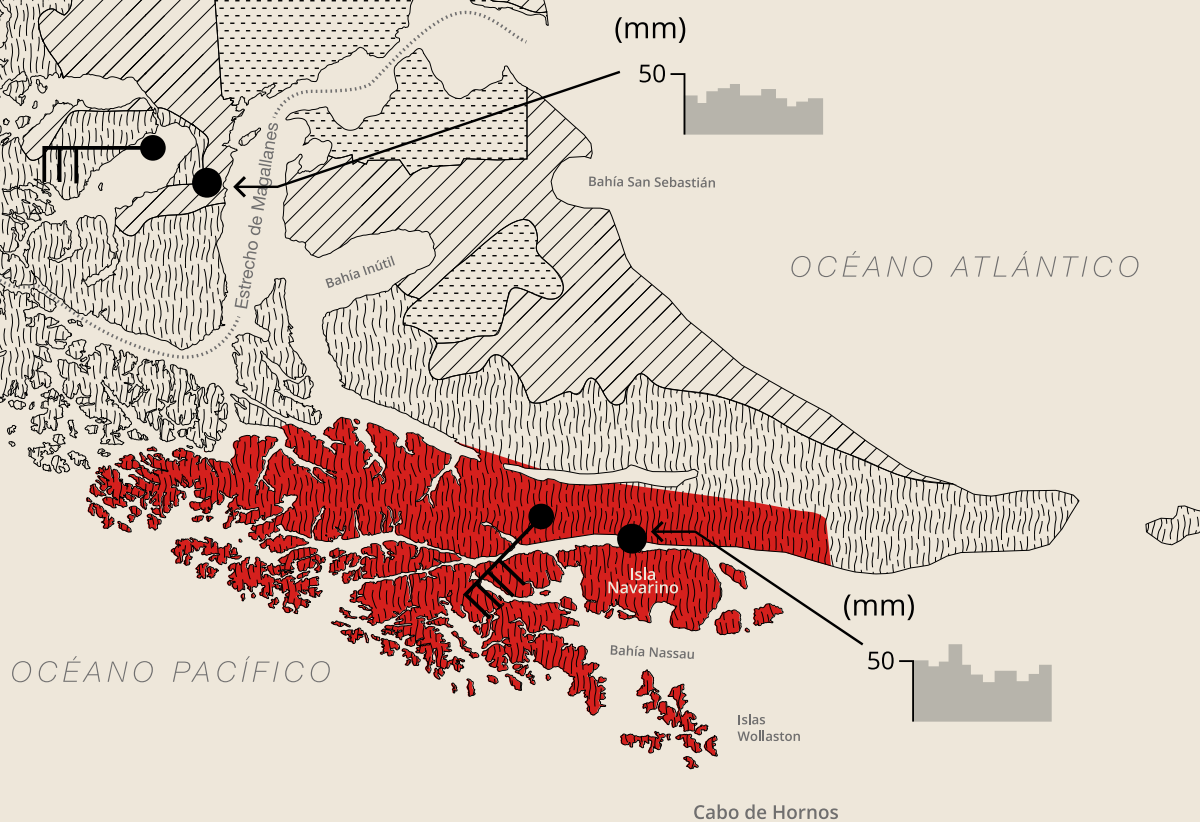 (mm)
50
Estrecho de Magallanes
Bahía San Sebastián
OCÉANO ATLÁNTICO
Bahía Inútil
Isla
Navarino
(mm)
50
Bahía Nassau
OCÉANO PACÍFICO
Islas
Wollaston
Cabo de Hornos